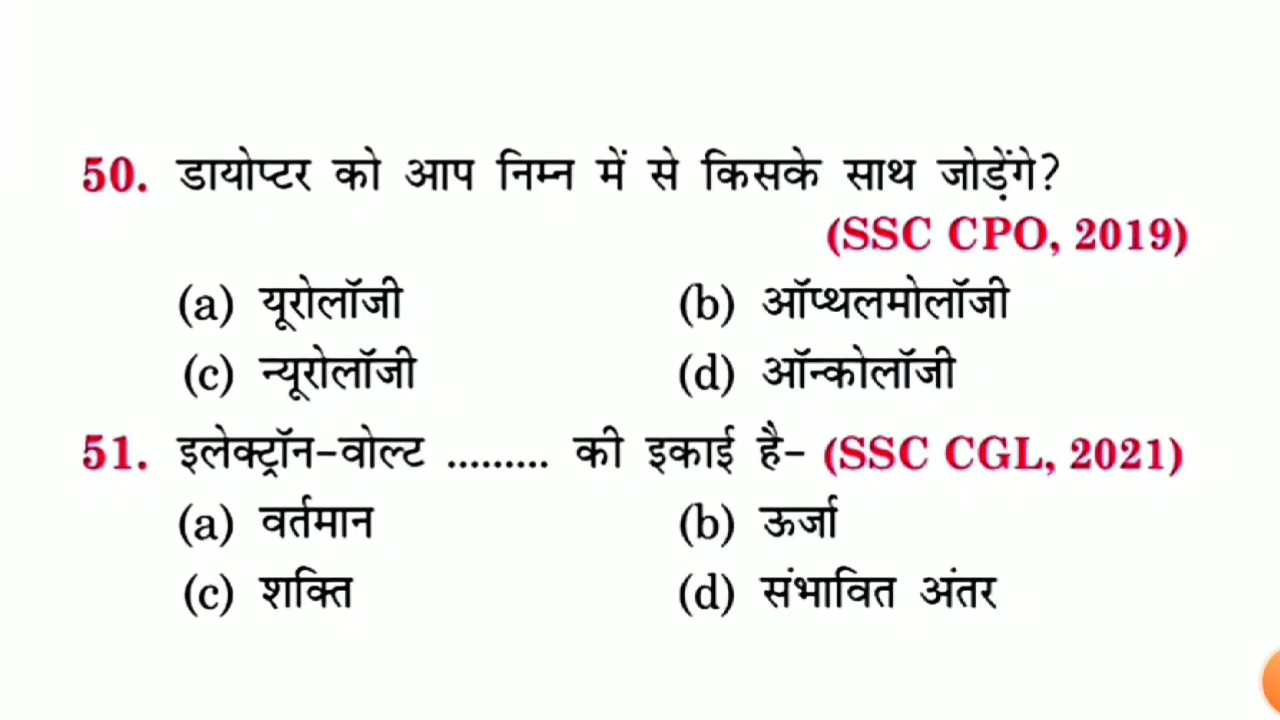 50. डायोप्टर को आप निम्न में से किसके साथ जोड़ेंगे?
(SSC CPO, 2019)
(a) यूरोलॉजी (b) ऑप्थलमोलॉजी
(c) न्यूरोलॉजी (d) ऑन्कोलॉजी
51. इलेक्ट्रॉन-वोल्ट ......... की इकाई है- (SSC CGL, 2021)
(a) वर्तमान (b) ऊर्जा
(c) शक्ति (d) संभावित अंतर